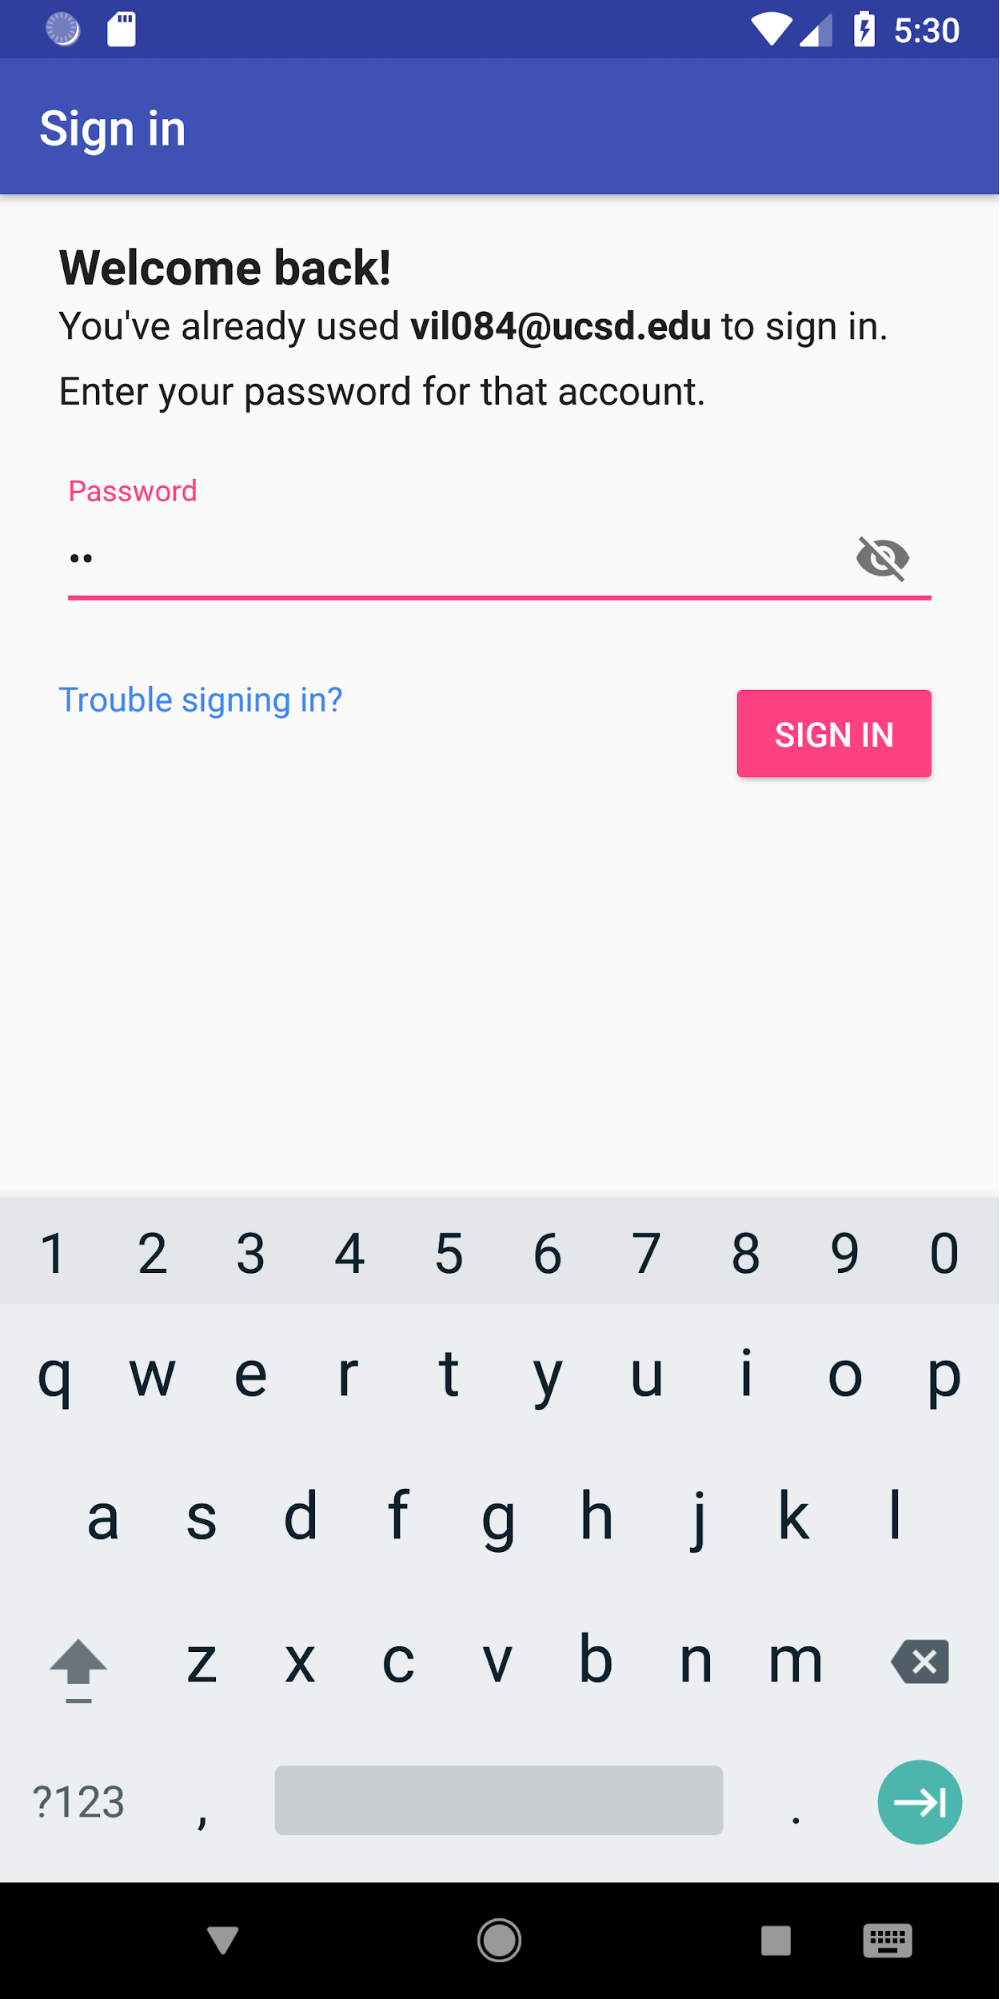 5:30
Sign in
Welcome back!
You've already used vil084@ucsd.edu to sign in.
Enter your password for that account.
Password
••
Trouble signing in?
SIGN IN
1 2 3 4 5 6 7 8 9 0
q w e r t y u i o p
a s d f g h j k l
z x c v b n m
?123 , .